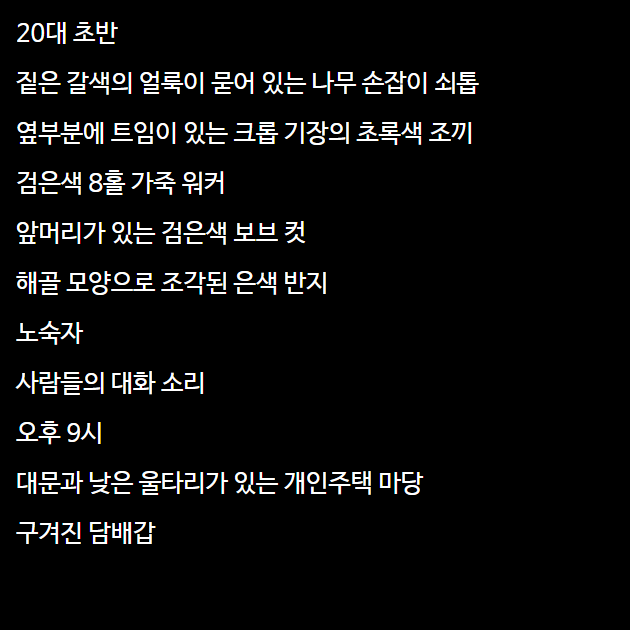 20대 초반
짙은 갈색의 얼룩이 묻어 있는 나무 손잡이 쇠톱
옆부분에 트임이 있는 크롭 기장의 초록색 조끼
검은색 8홀 가죽 워커
앞머리가 있는 검은색 보브 컷
해골 모양으로 조각된 은색 반지
노숙자
사람들의 대화 소리
오후 9시
대문과 낮은 울타리가 있는 개인주택 마당
구겨진 담배갑